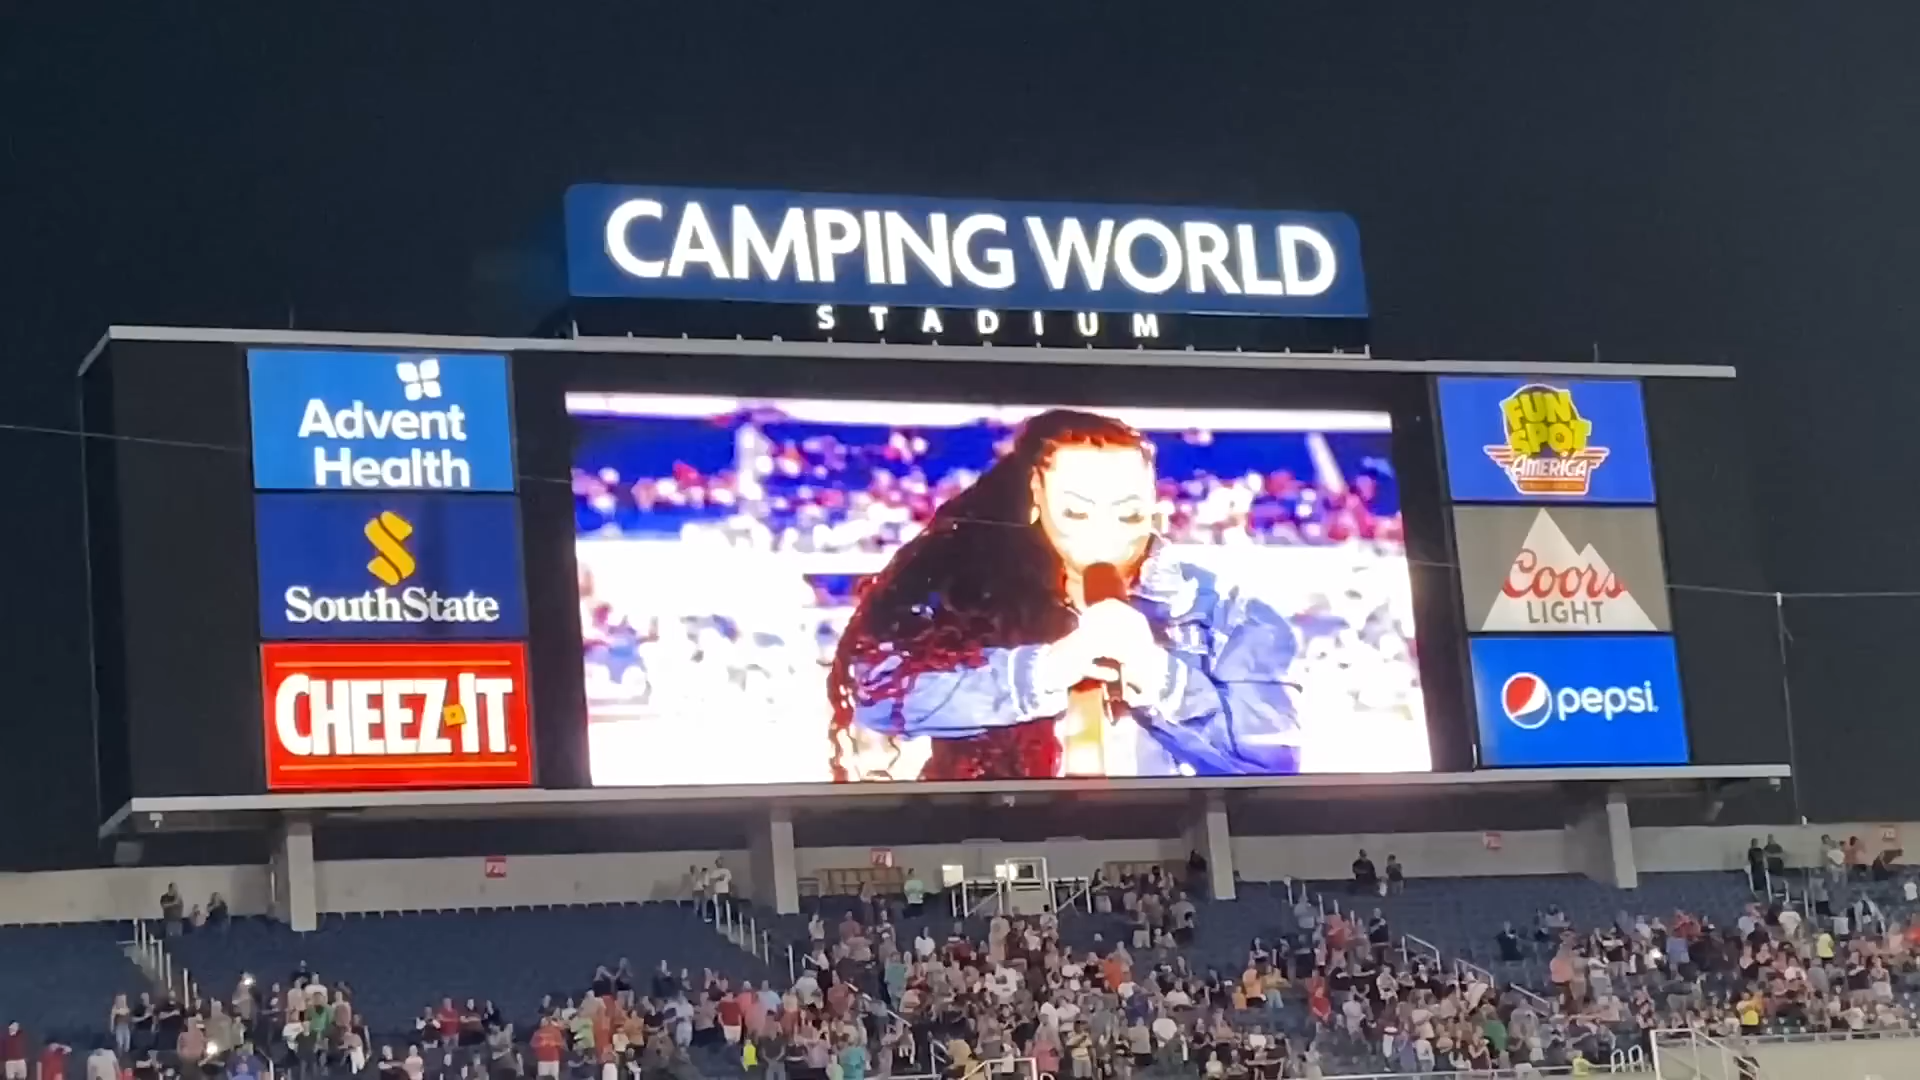 CAMPING WORLD
STADIUM
Advent
Health
SouthState
CHEEZ-IT
FUN
SPOT
AMERICA
Coors
LIGHT
pepsi